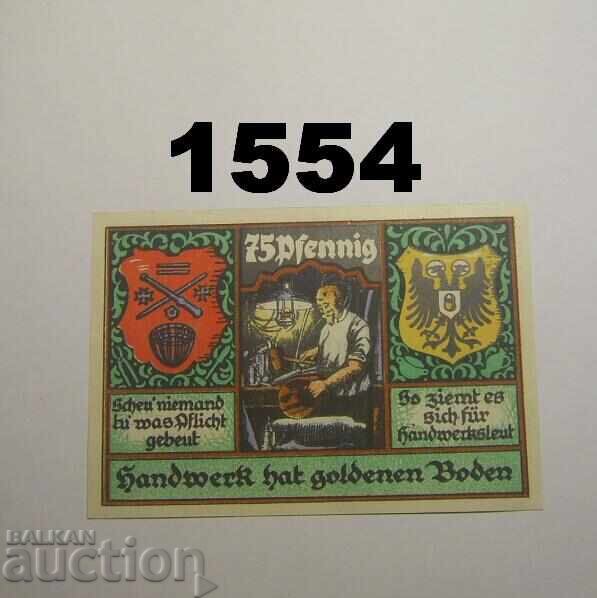 1554
75 Pfennig
Scheu' niemand
tu' was Pflicht
gebeut
So ziemt es
sich für
Handwerksleut
Handwerk hat goldenen Boden
BALKAN
auction